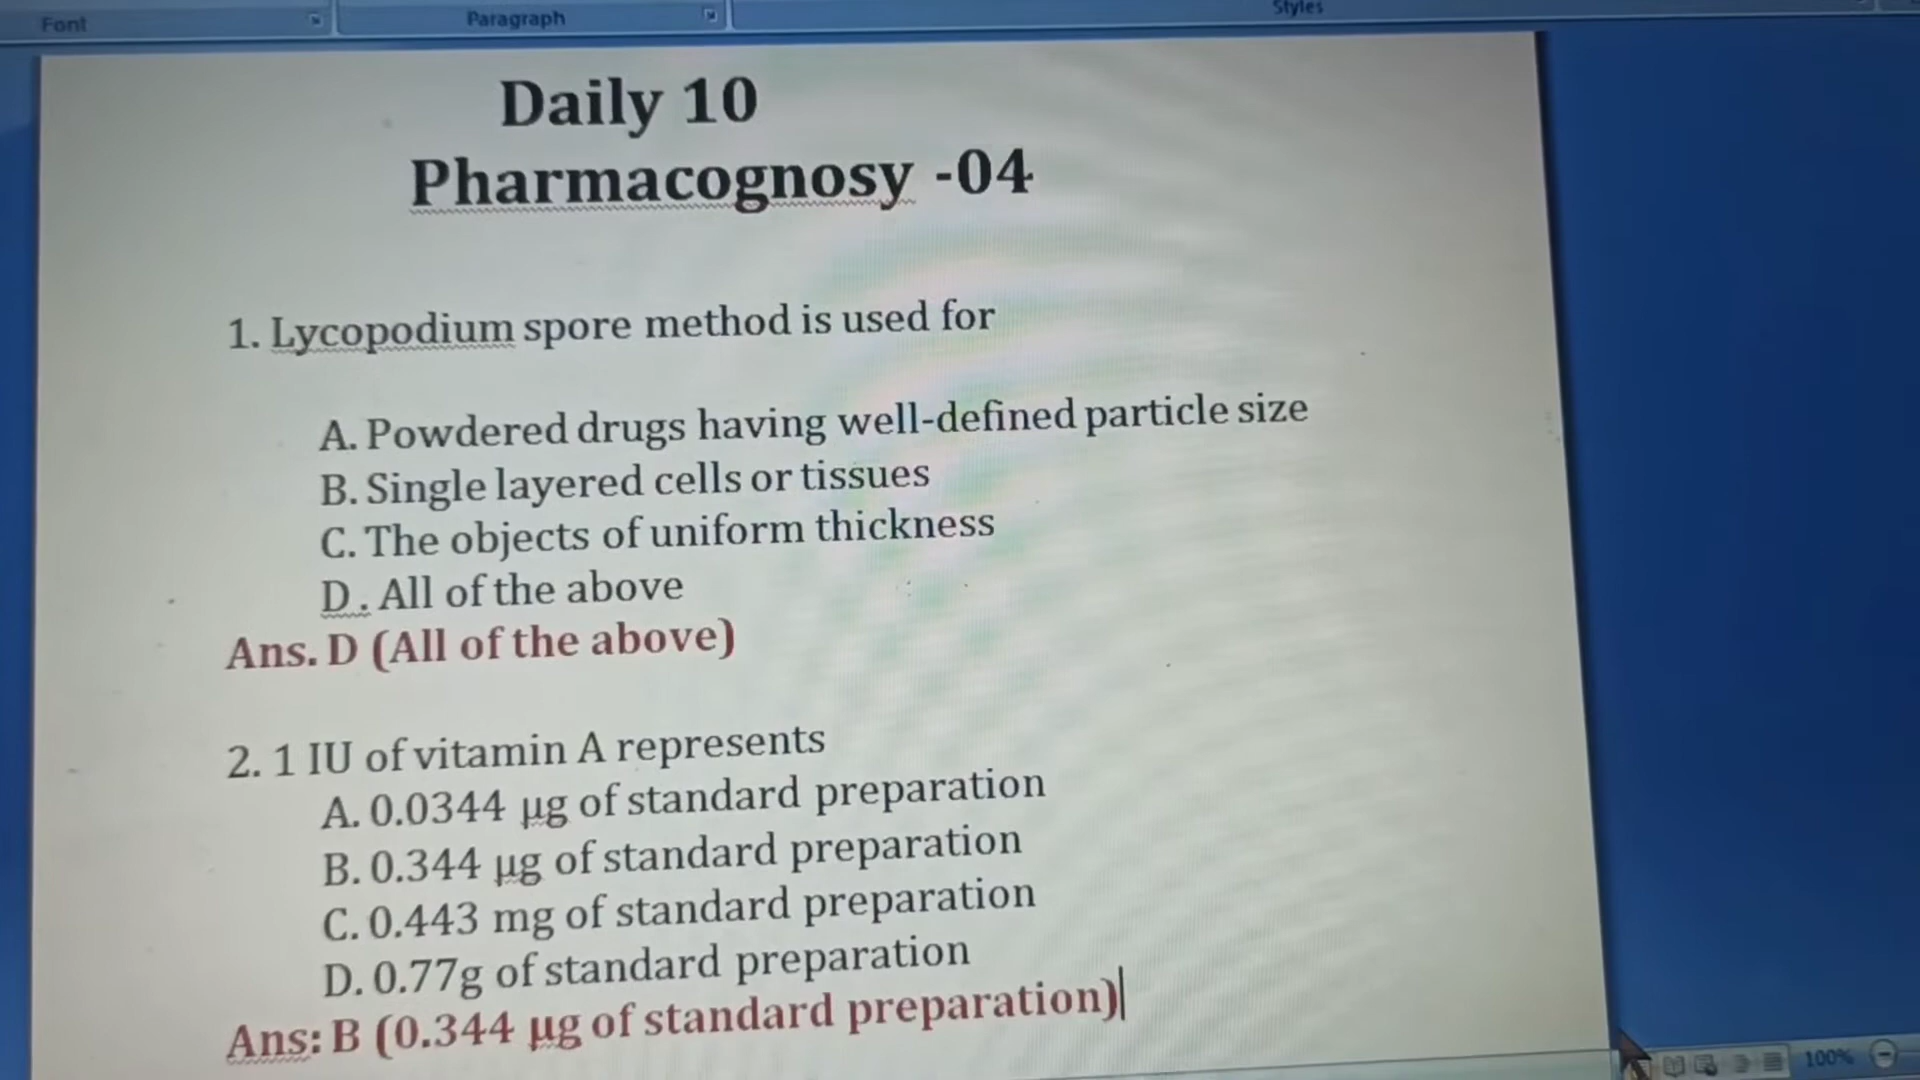 Font
Paragraph
Styles
Daily 10
Pharmacognosy -04
1. Lycopodium spore method is used for
A. Powdered drugs having well-defined particle size
B. Single layered cells or tissues
C. The objects of uniform thickness
D. All of the above
Ans. D (All of the above)
2. 1 IU of vitamin A represents
A. 0.0344 µg of standard preparation
B. 0.344 µg of standard preparation
C. 0.443 mg of standard preparation
D. 0.77g of standard preparation
Ans: B (0.344 µg of standard preparation)
100%